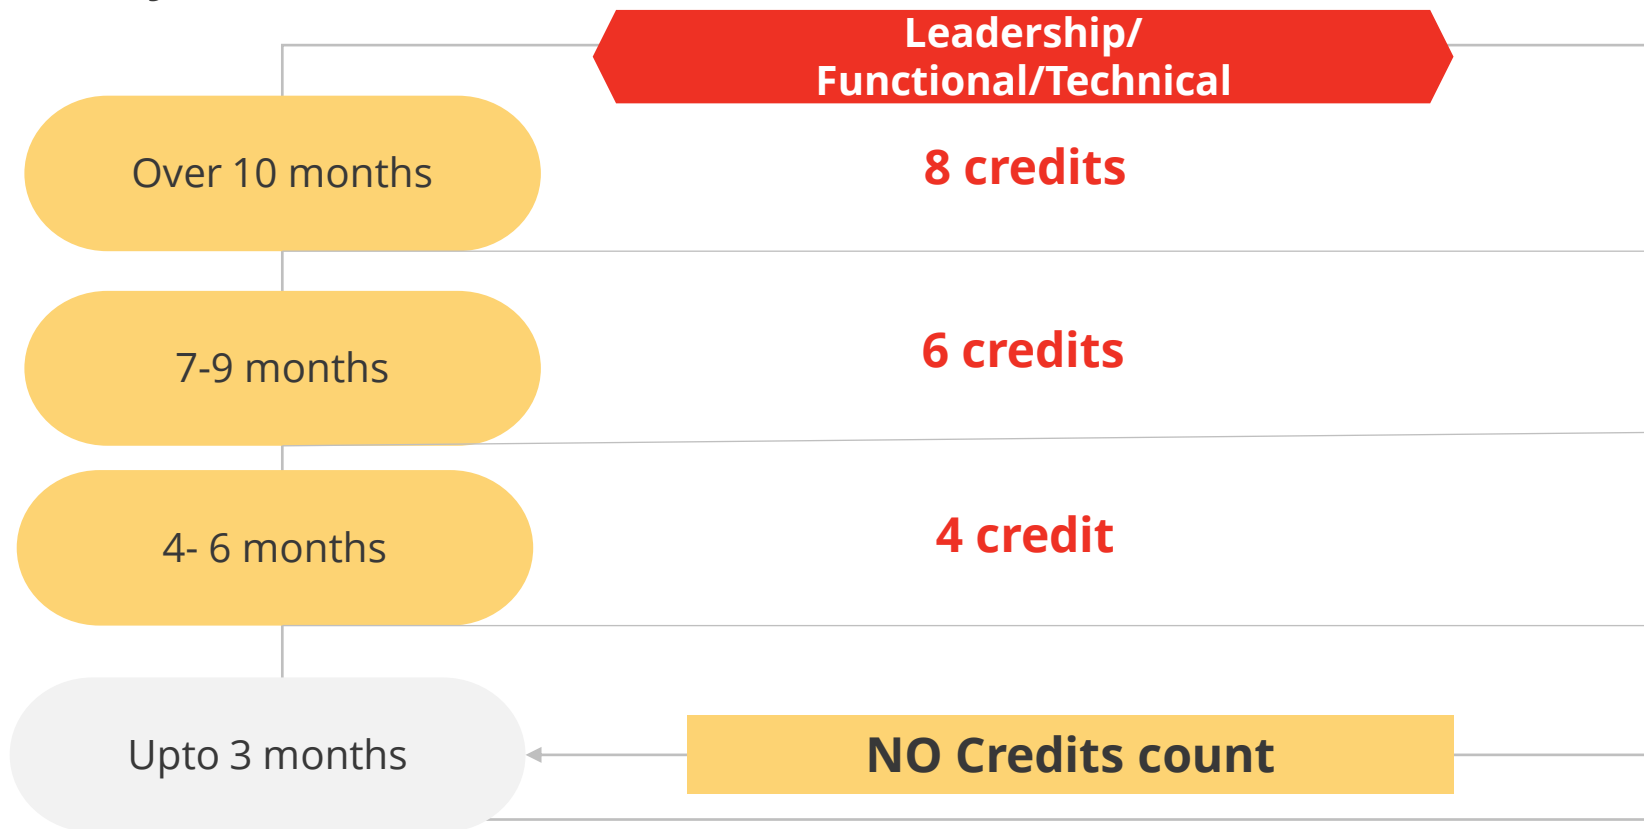 Leadership/
Functional/Technical
Over 10 months
8 credits
7-9 months
6 credits
4- 6 months
4 credit
Upto 3 months
NO Credits count